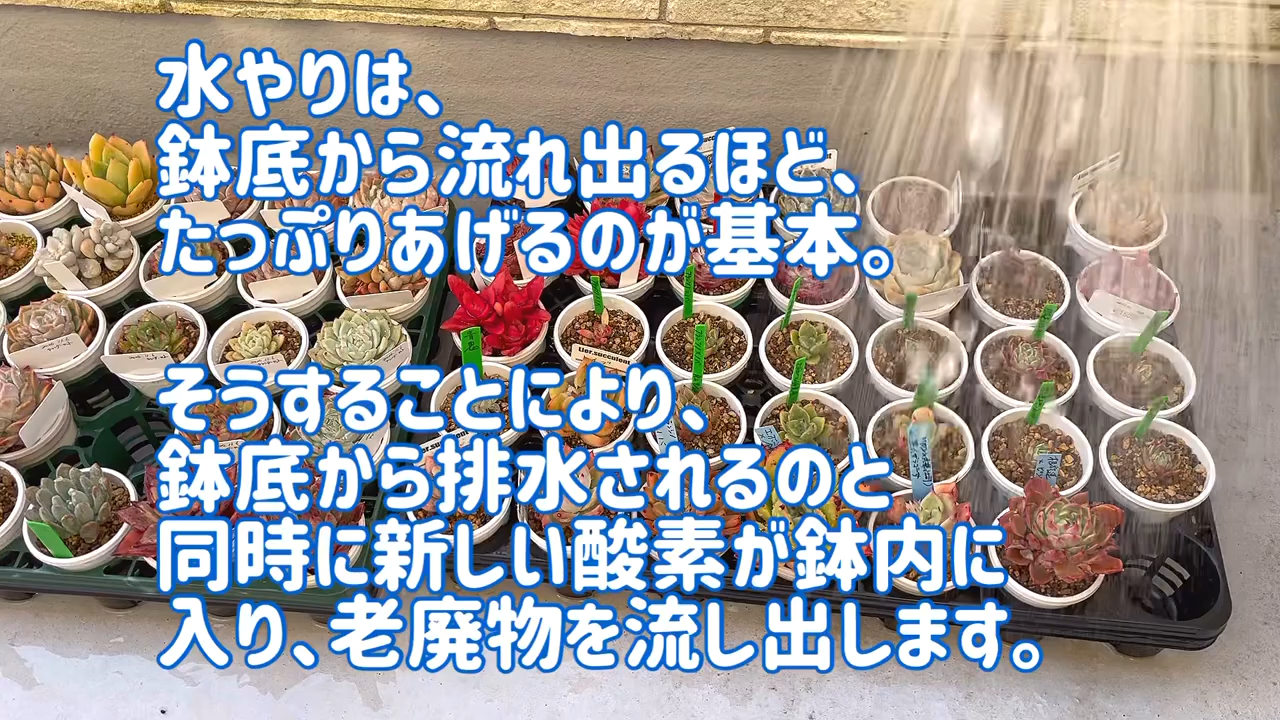 水やりは、
鉢底から流れ出るほど、
たっぷりあげるのが基本。
そうすることにより、
鉢底から排水されるのと
同時に新しい酸素が鉢内に
入り、老廃物を流し出します。
Lier.succulent